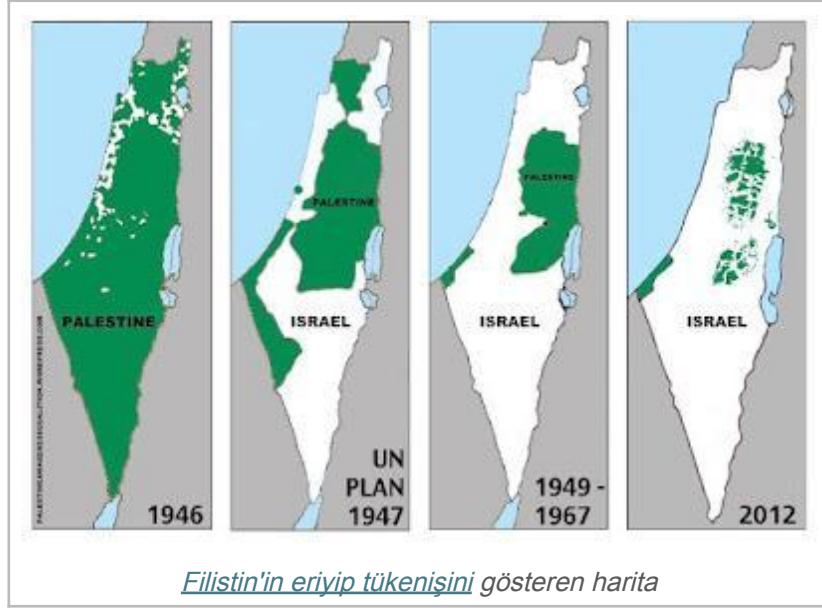 PALESTINE
1946
PALESTINE
ISRAEL
UN
PLAN
1947
PALESTINE
ISRAEL
1949 -
1967
ISRAEL
2012
Filistin'in eriyip tükenişini gösteren harita